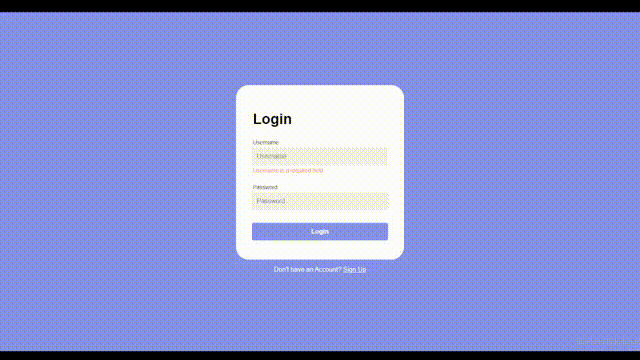 Login
Username
Username
Username is a required field
Password
Password
Login
Don't have an Account? Sign Up